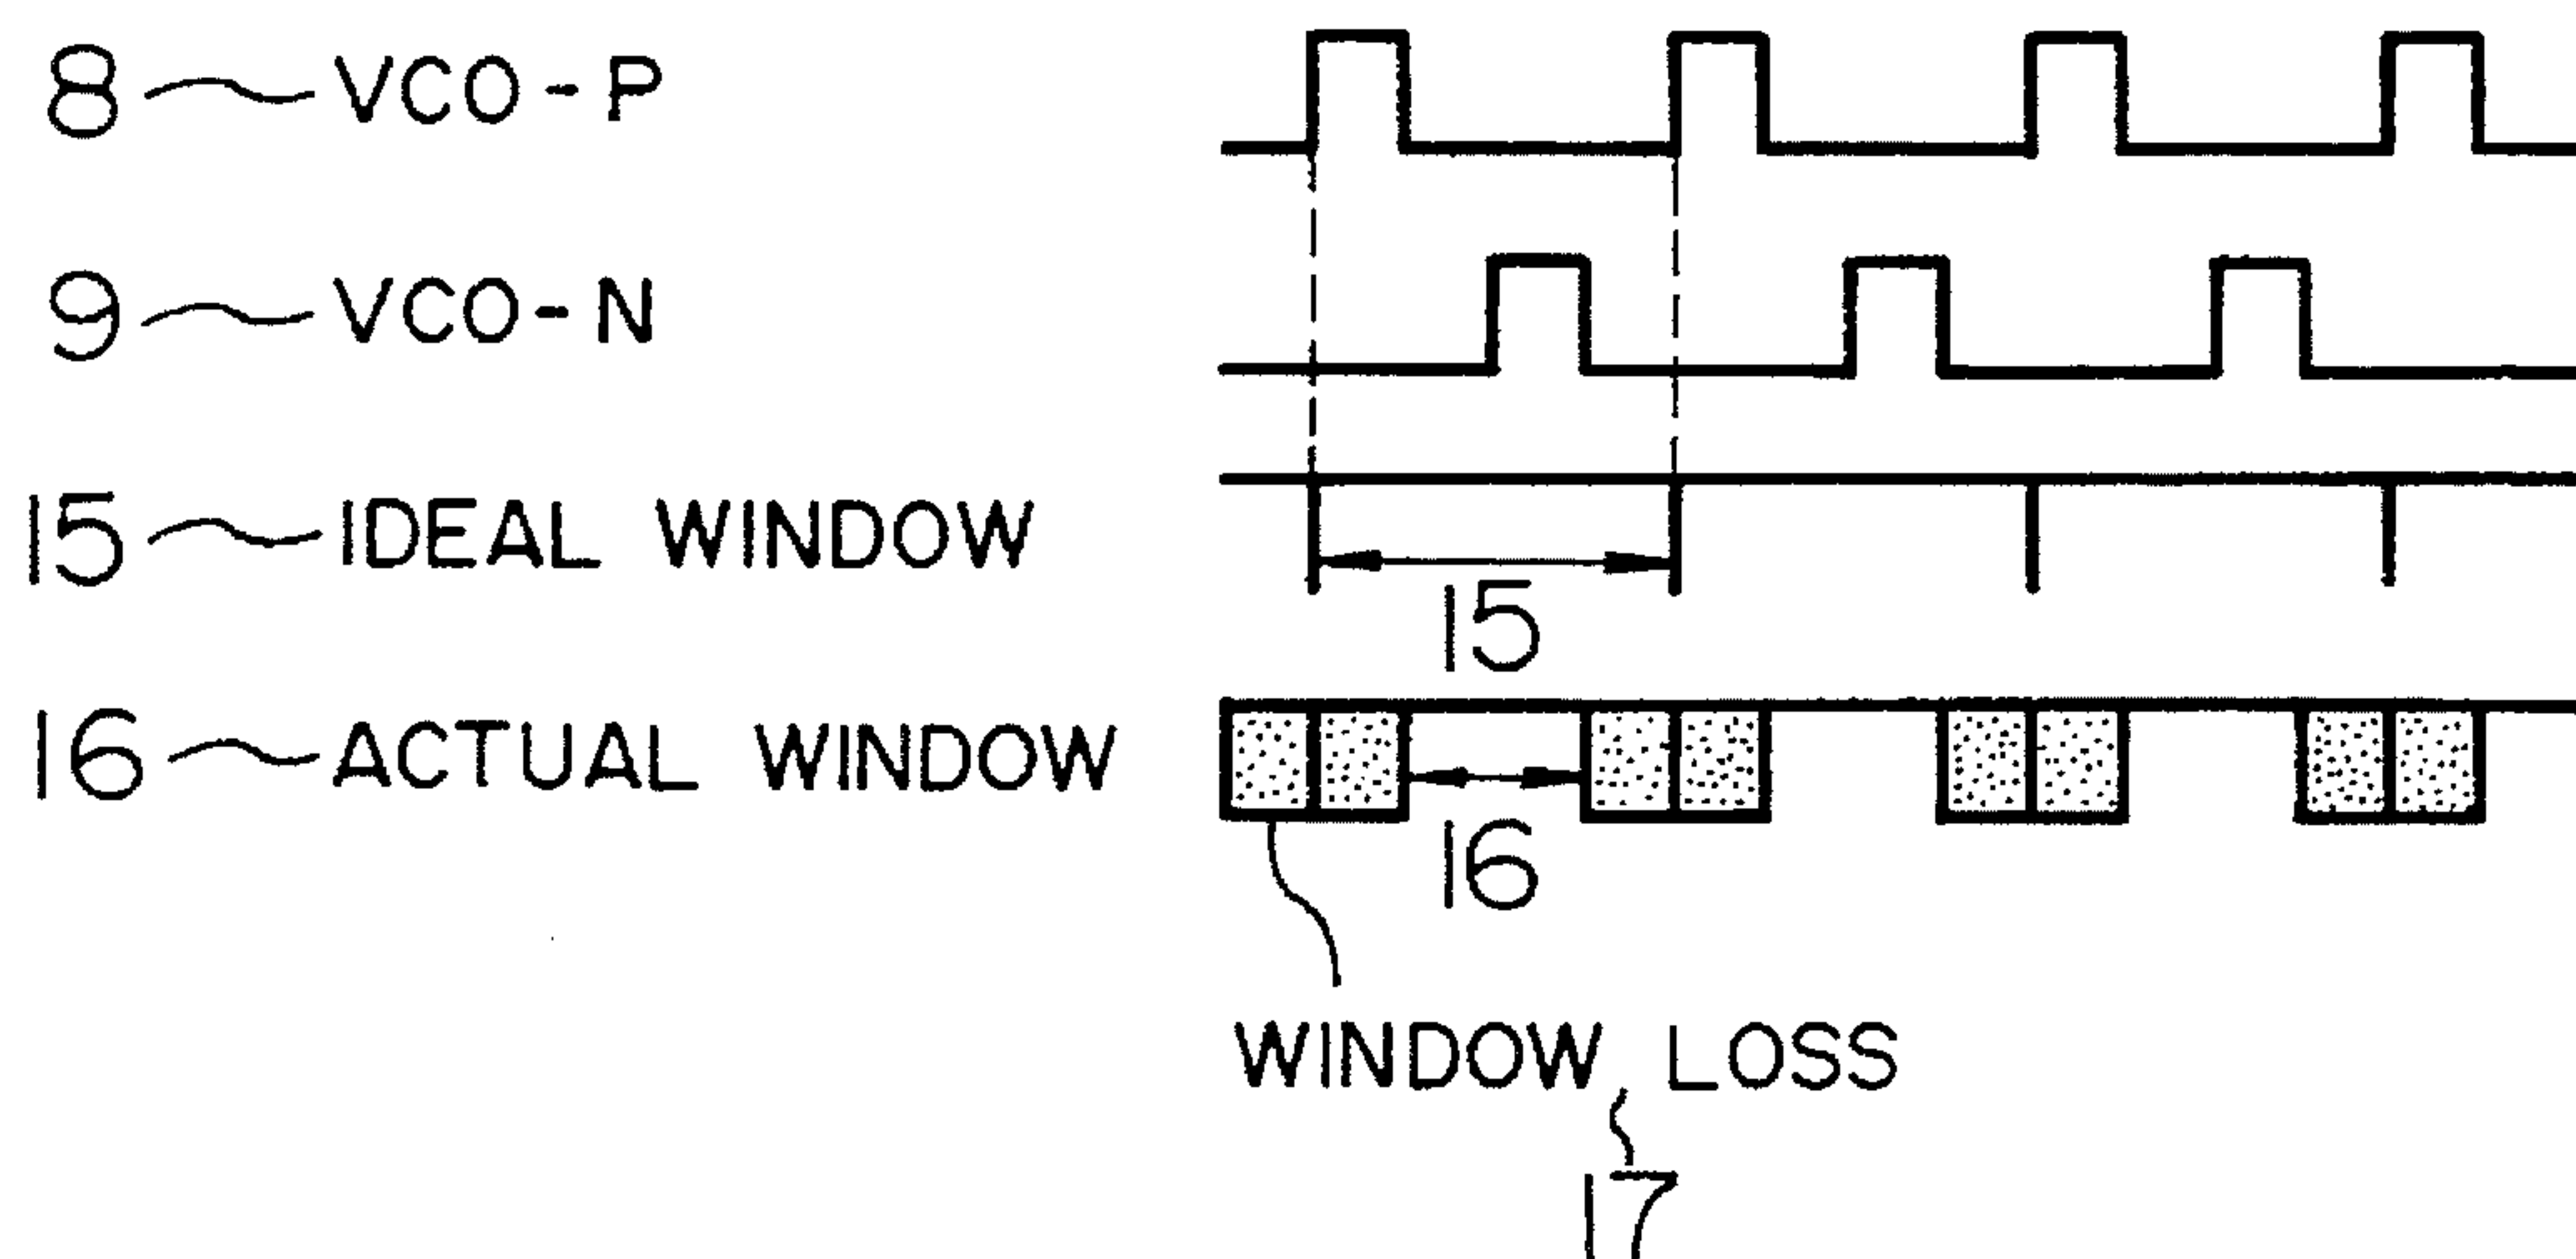 8 VCO-P
9 VCO-N
15 IDEAL WINDOW
15
16 ACTUAL WINDOW
16
WINDOW LOSS
17